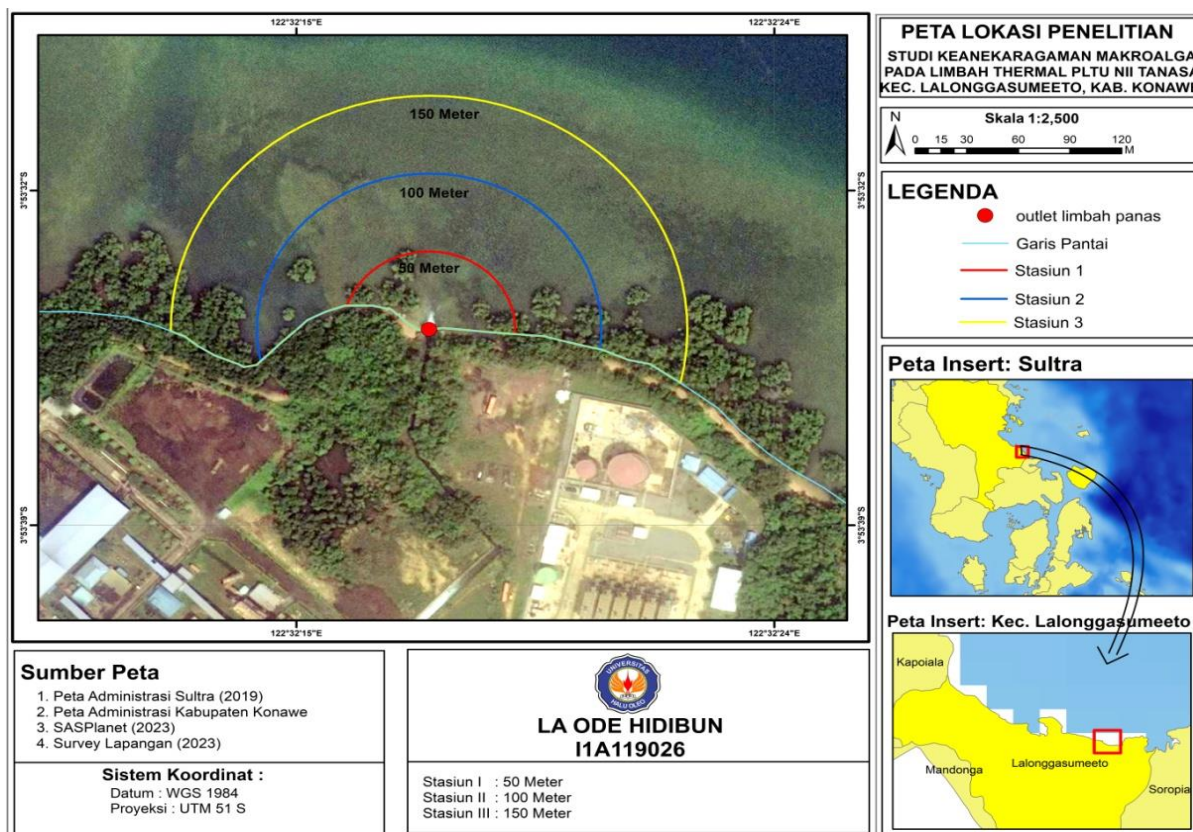 122°32'15"E
122°32'24"E
3°53'32"S
3°53'32"S
150 Meter
100 Meter
50 Meter
3°53'39"S
3°53'39"S
122°32'15"E
122°32'24"E
PETA LOKASI PENELITIAN
STUDI KEANEKARAGAMAN MAKROALGA
PADA LIMBAH THERMAL PLTU NII TANASA
KEC. LALONGGASUMEETO, KAB. KONAWE
N
Skala 1:2,500
0 15 30 60 90 120
M
LEGENDA
outlet limbah panas
Garis Pantai
Stasiun 1
Stasiun 2
Stasiun 3
Peta Insert: Sultra
Peta Insert: Kec. Lalonggasumeeto
Kapoiala
Mandonga
Lalonggasumeeto
Soropia
Sumber Peta
1. Peta Administrasi Sultra (2019)
2. Peta Administrasi Kabupaten Konawe
3. SASPlanet (2023)
4. Survey Lapangan (2023)
Sistem Koordinat :
Datum : WGS 1984
Proyeksi : UTM 51 S
UNIVERSITAS
HALU OLEO
LA ODE HIDIBUN
I1A119026
Stasiun I : 50 Meter
Stasiun II : 100 Meter
Stasiun III : 150 Meter